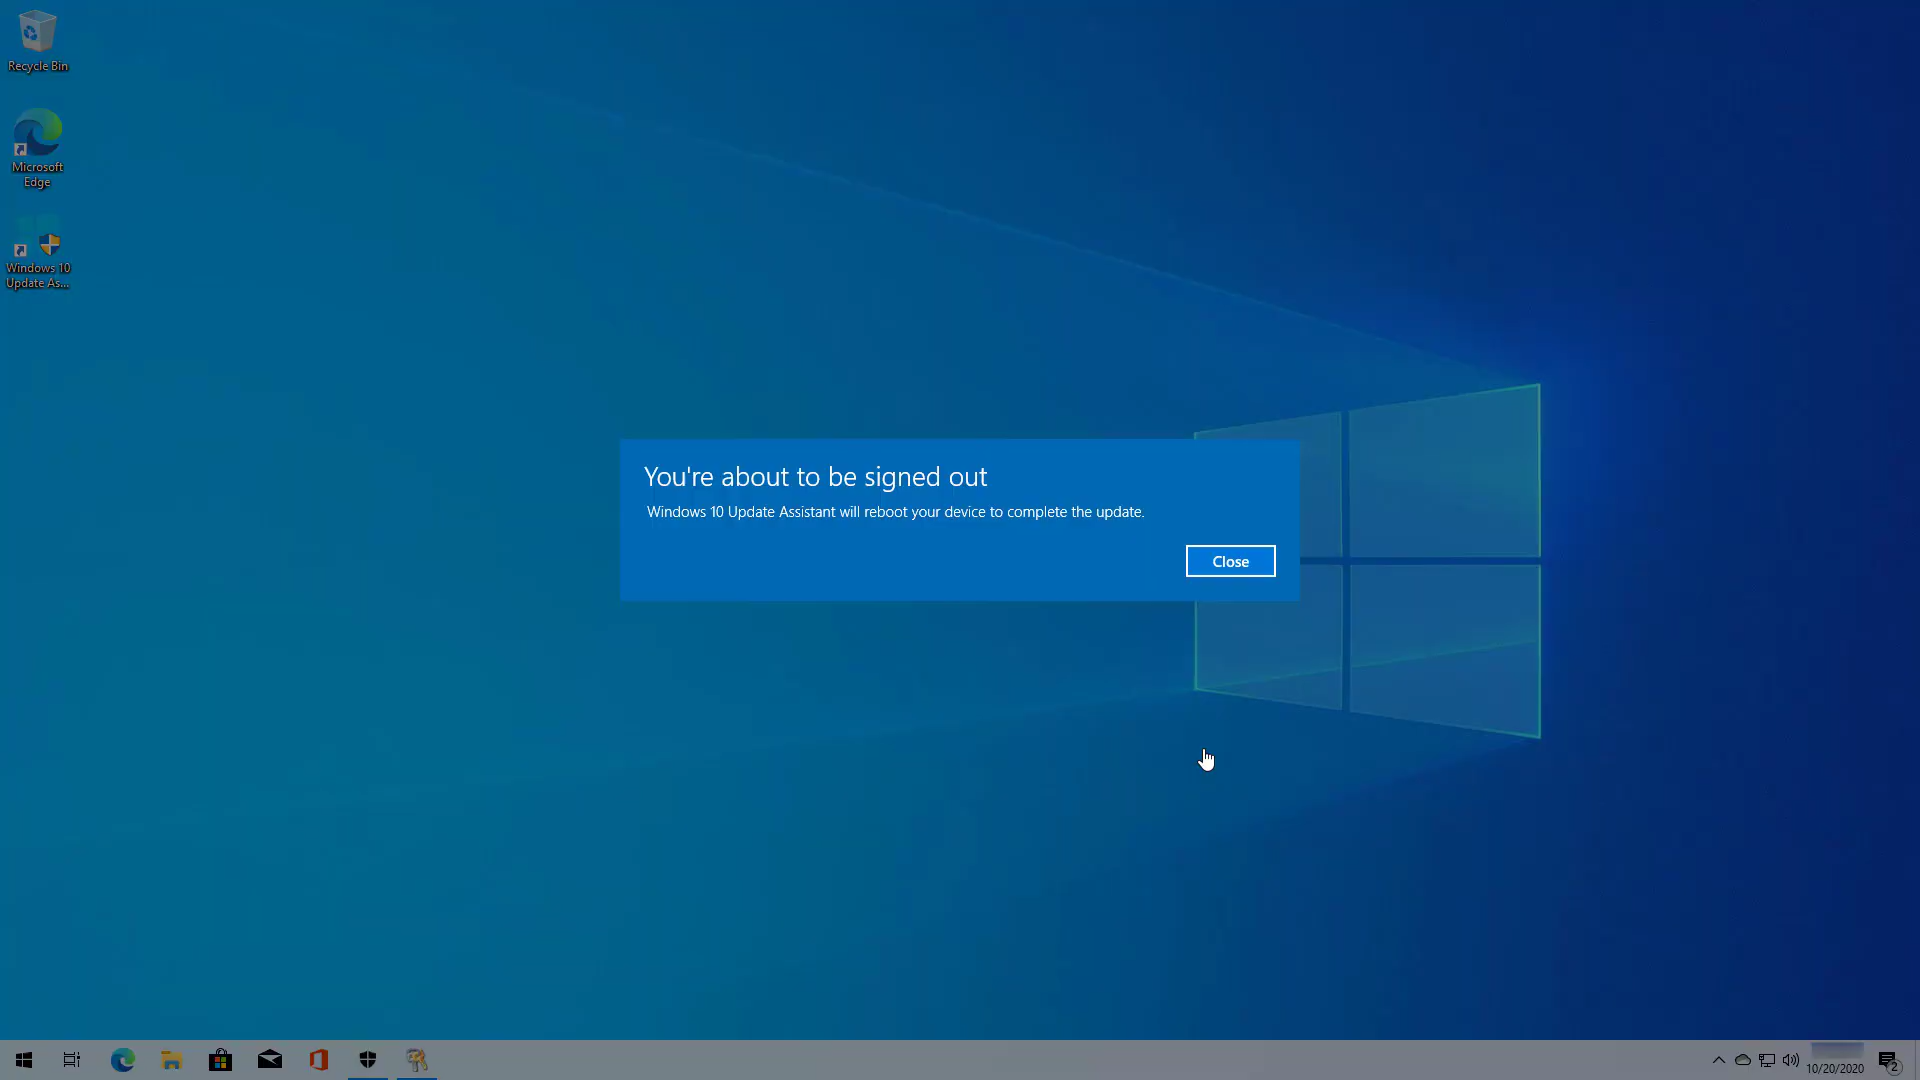 Recycle Bin
Microsoft
Edge
Windows 10
Update As...
You're about to be signed out
Windows 10 Update Assistant will reboot your device to complete the update.
Close
10/20/2020
2